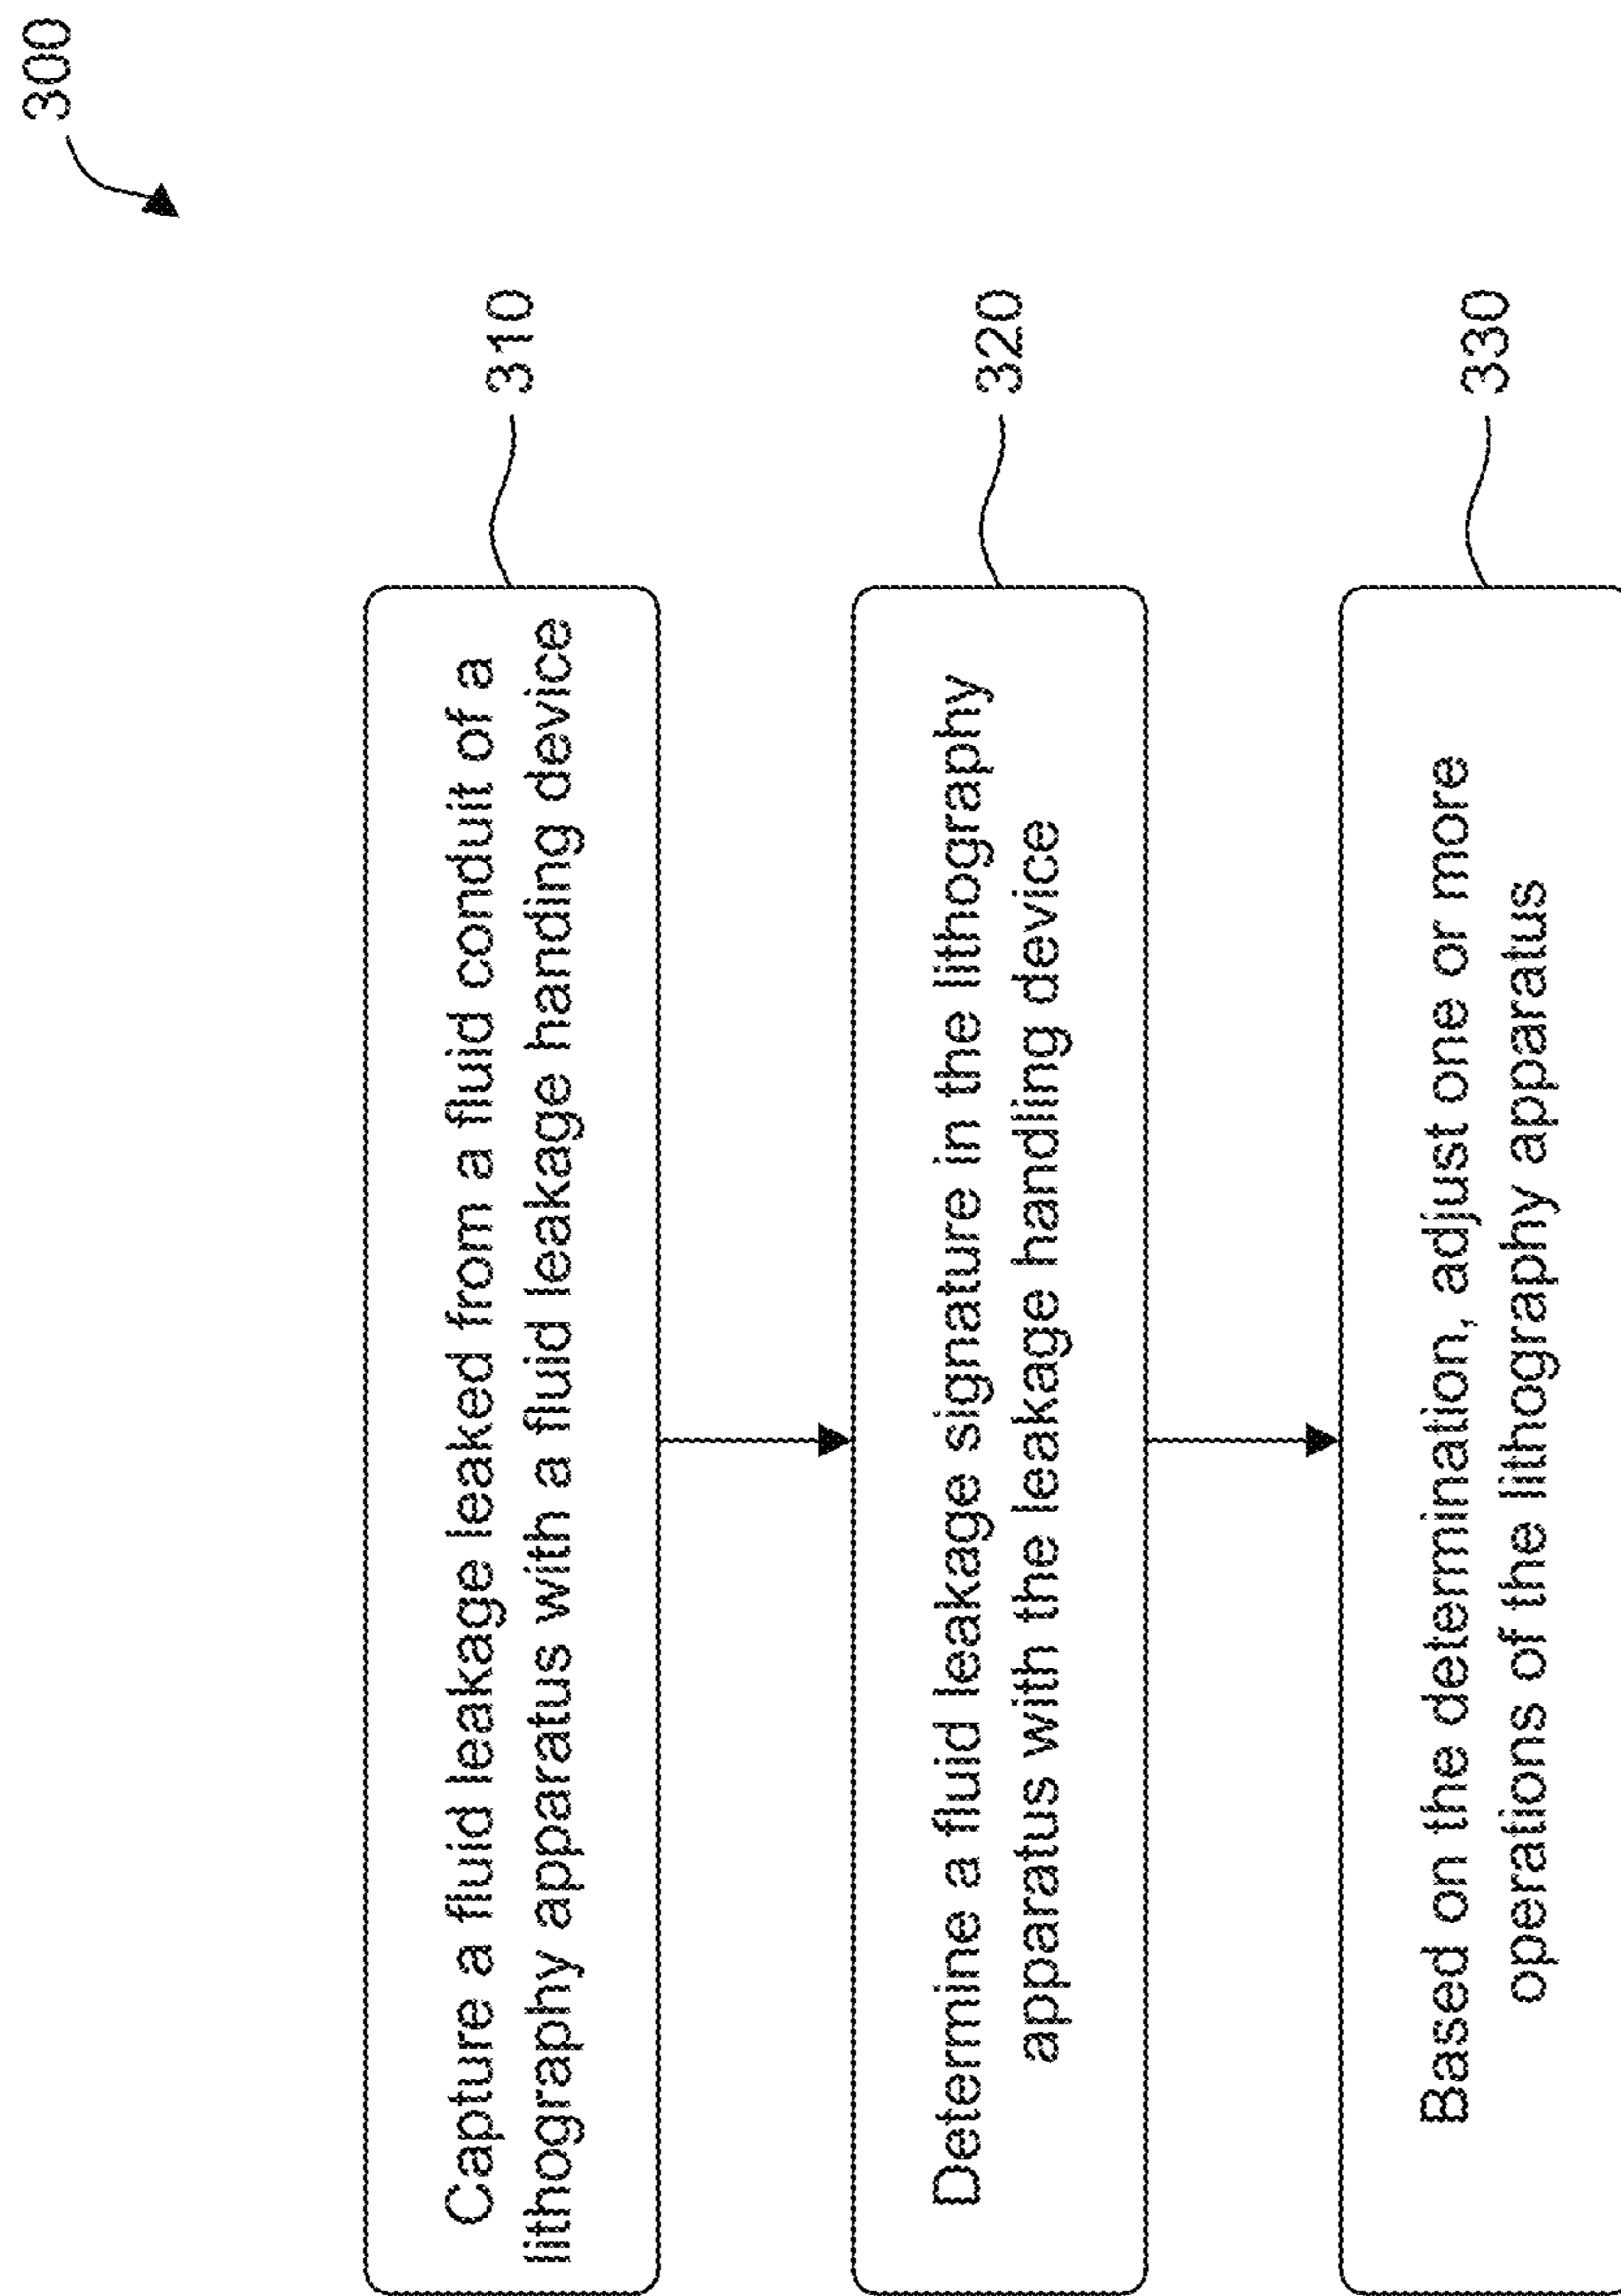 300
Capture a fluid leakage leaked from a fluid conduit of a
lithography apparatus with a fluid leakage handing device
310
Determine a fluid leakage signature in the lithography
apparatus with the leakage handling device
320
Based on the determination, adjust one or more
operations of the lithography apparatus
330